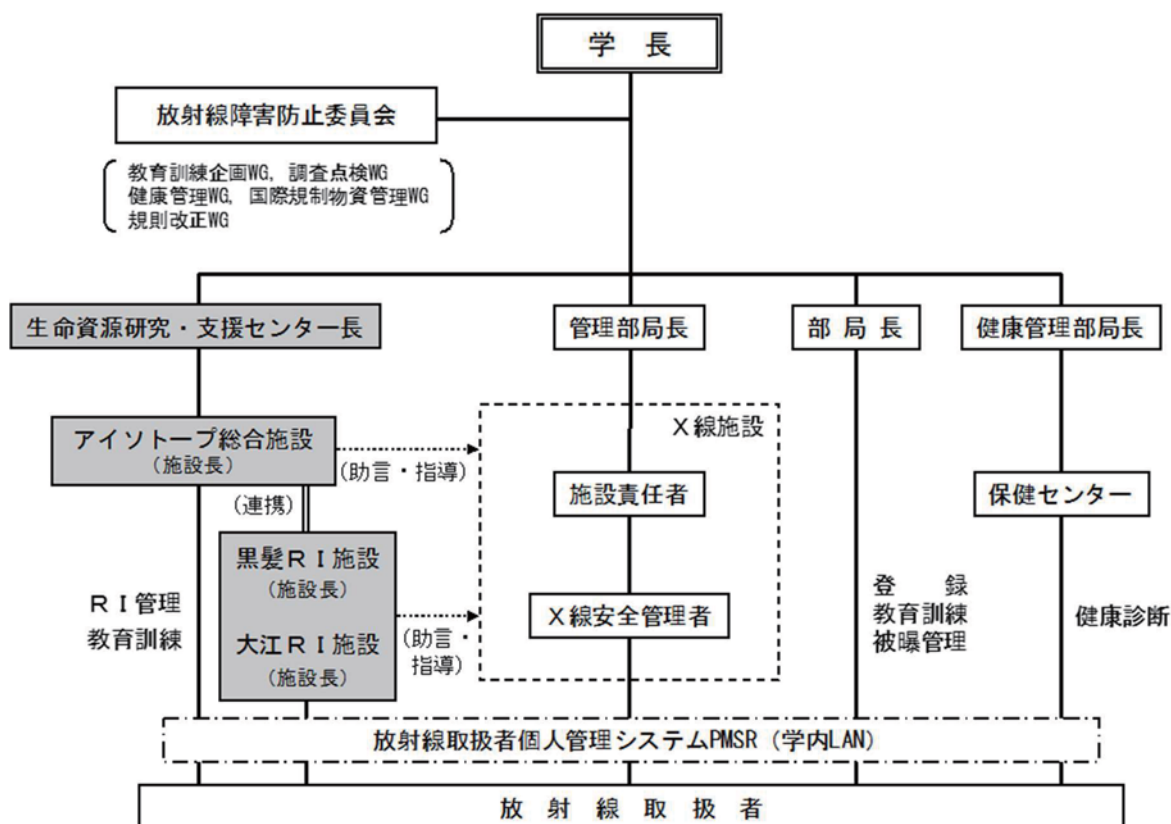 学　長
放射線障害防止委員会
教育訓練企画WG，調査点検WG
健康管理WG，国際規制物資管理WG
規則改正WG
生命資源研究・支援センター長
管理部局長
部 局 長
健康管理部局長
アイソトープ総合施設
（施設長）
（助言・指導）
Ｘ線施設
（連携）
施設責任者
保健センター
黒髪ＲＩ施設
（施設長）
大江ＲＩ施設
（施設長）
（助言・
指導）
Ｘ線安全管理者
ＲＩ管理
教育訓練
登　　録
教育訓練
被曝管理
健康診断
放射線取扱者個人管理システムPMSR（学内LAN）
放 射 線 取 扱 者